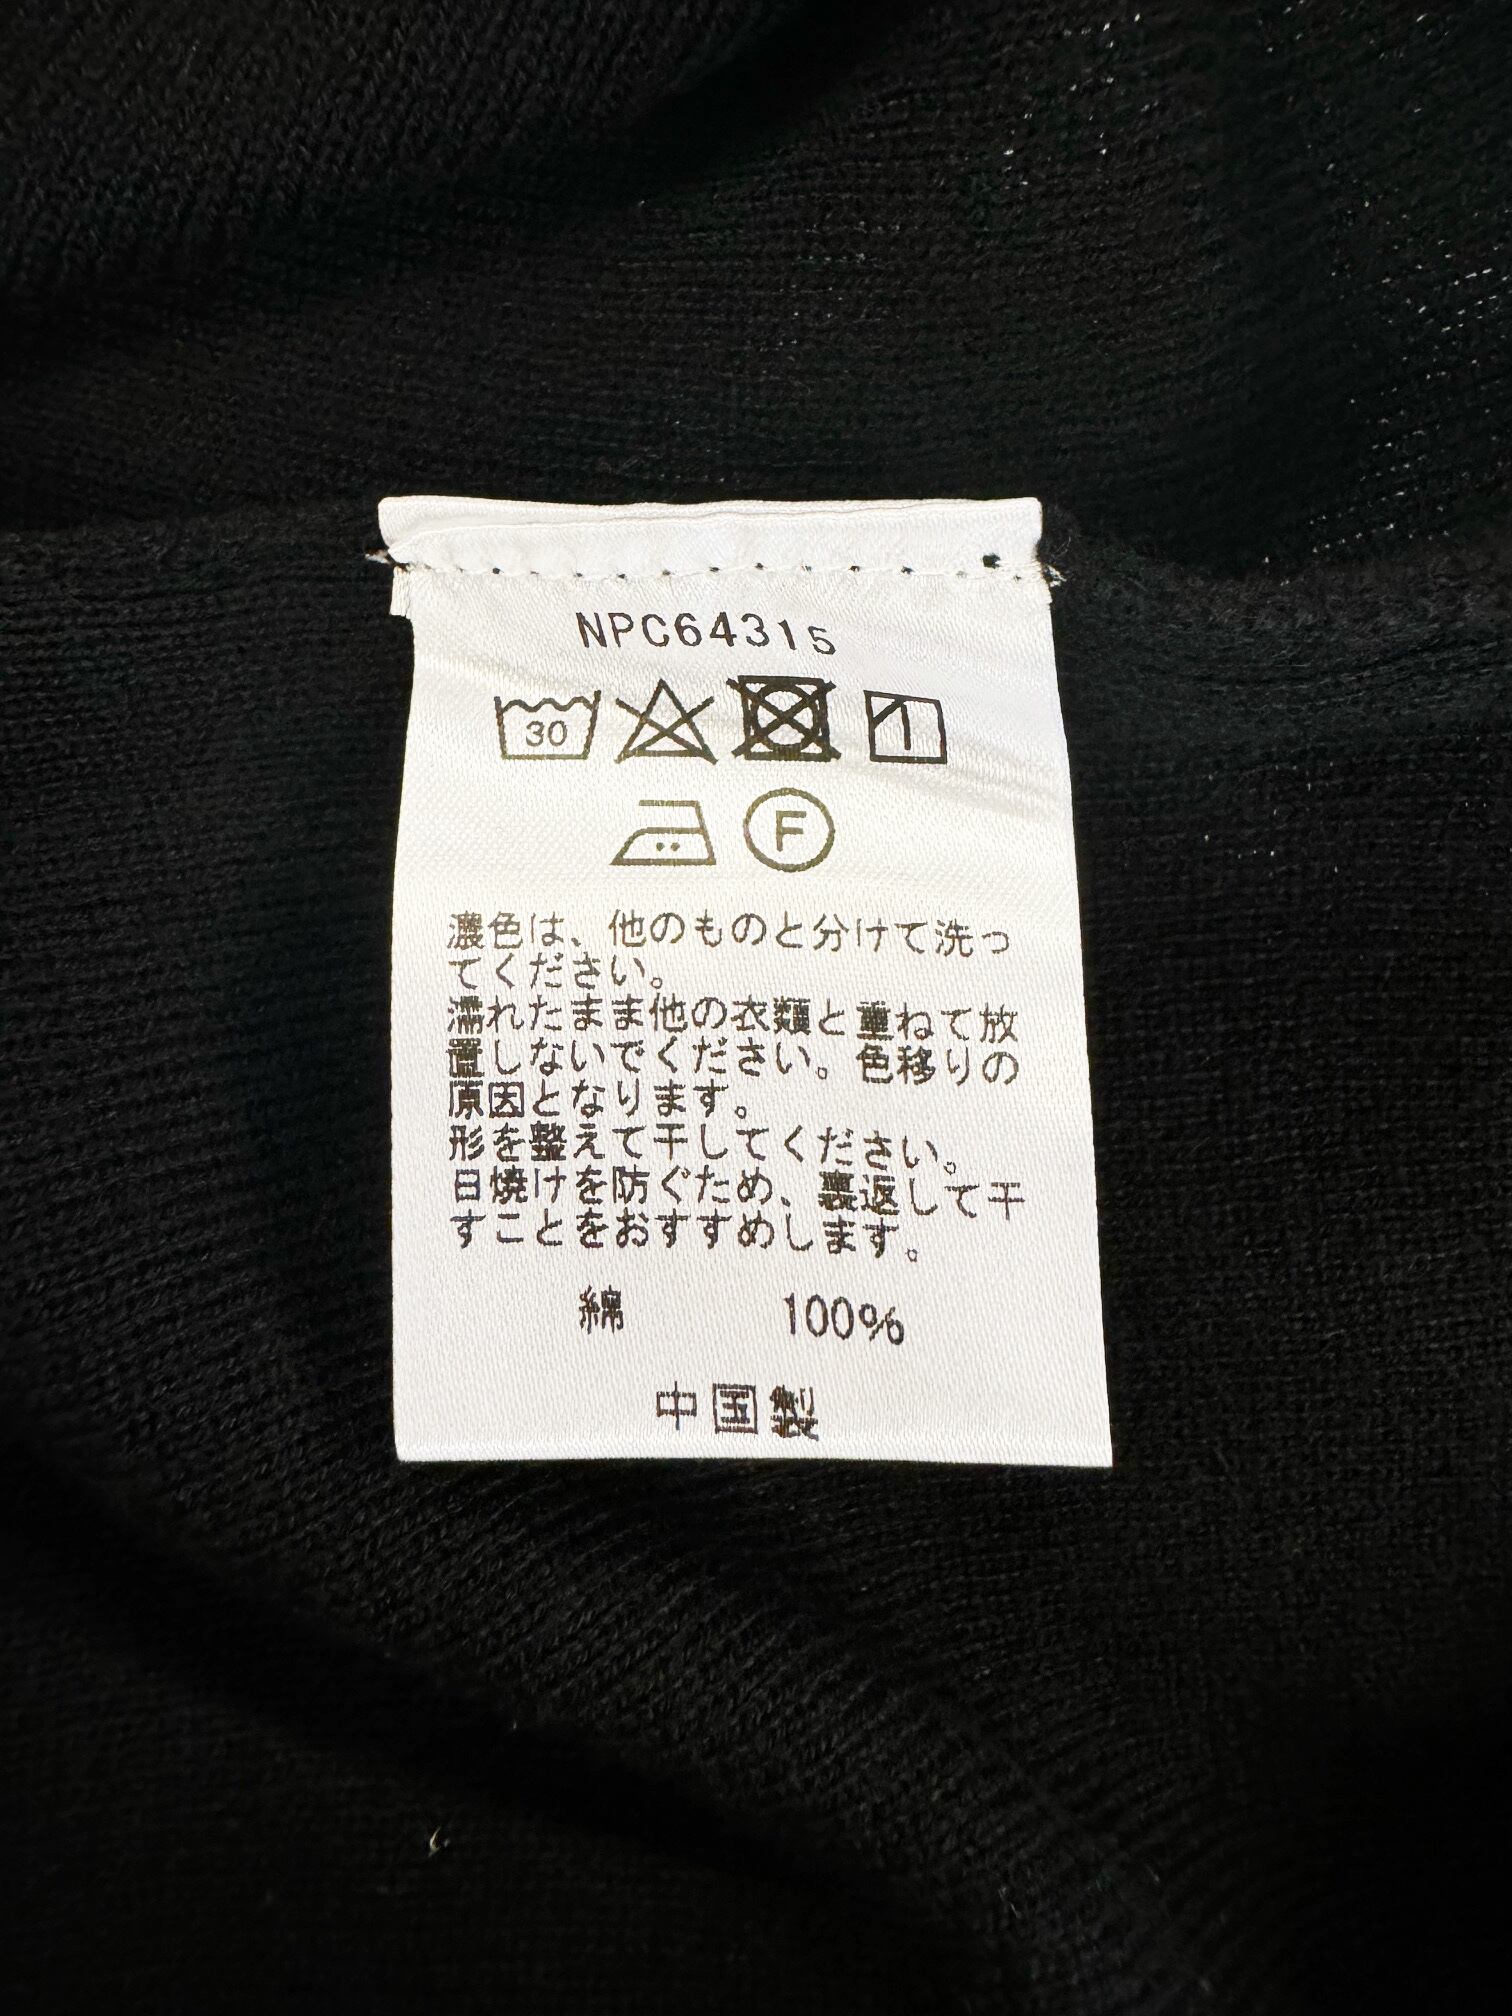 NPC64315
30
F
濃色は、他のものと分けて洗っ
てください。
濡れたまま他の衣類と重ねて放
置しないでください。色移りの
原因となります。
形を整えて干してください。
日焼けを防ぐため、裏返して干
すことをおすすめします。
綿 100%
中国製